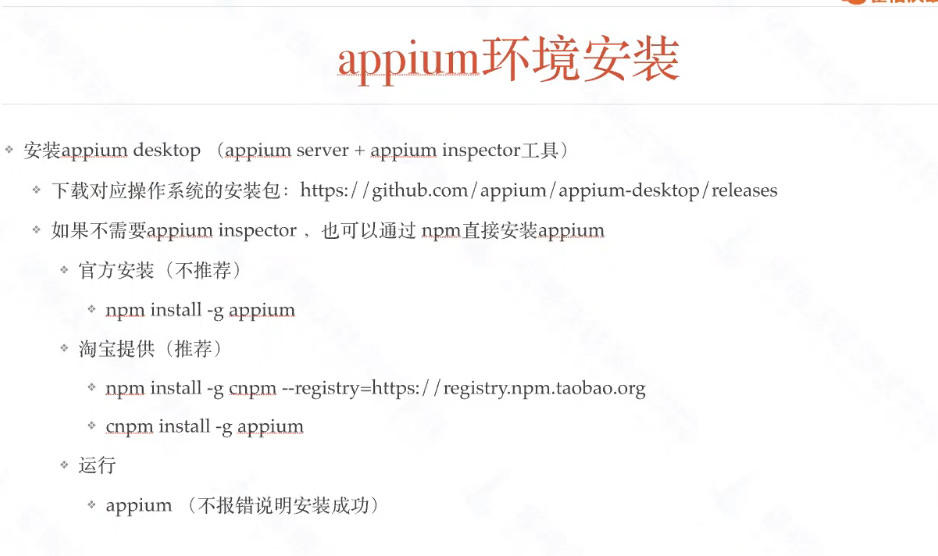 appium环境安装
安装appium desktop （appium server + appium inspector工具）
下载对应操作系统的安装包：https://github.com/appium/appium-desktop/releases
如果不需要appium inspector ，也可以通过 npm直接安装appium
官方安装（不推荐）
npm install -g appium
淘宝提供（推荐）
npm install -g cnpm --registry=https://registry.npm.taobao.org
cnpm install -g appium
运行
appium （不报错说明安装成功）